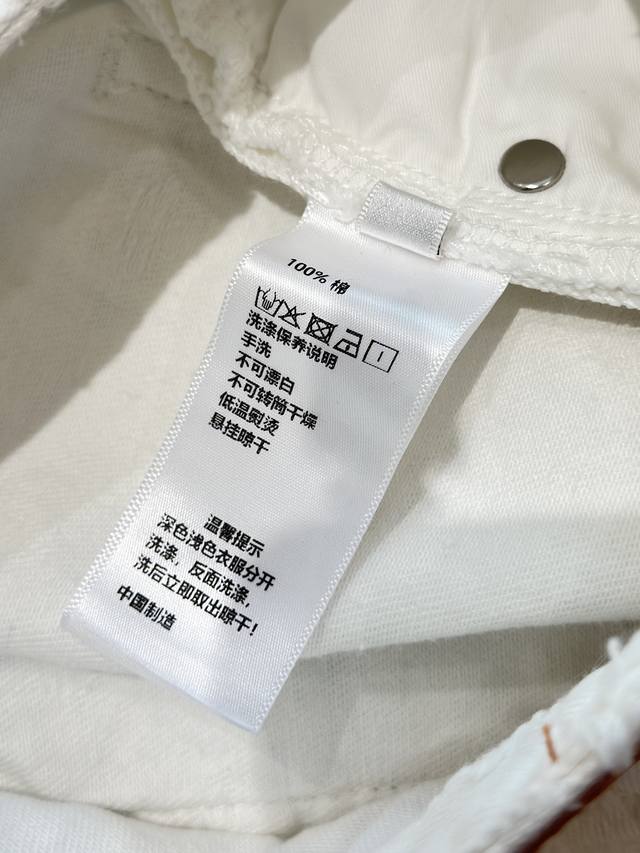 100% 棉
洗涤保养说明
手洗
不可漂白
不可转筒干燥
低温熨烫
悬挂晾干
温馨提示
深色浅色衣服分开
洗涤，反面洗涤，
洗后立即取出晾干！
中国制造